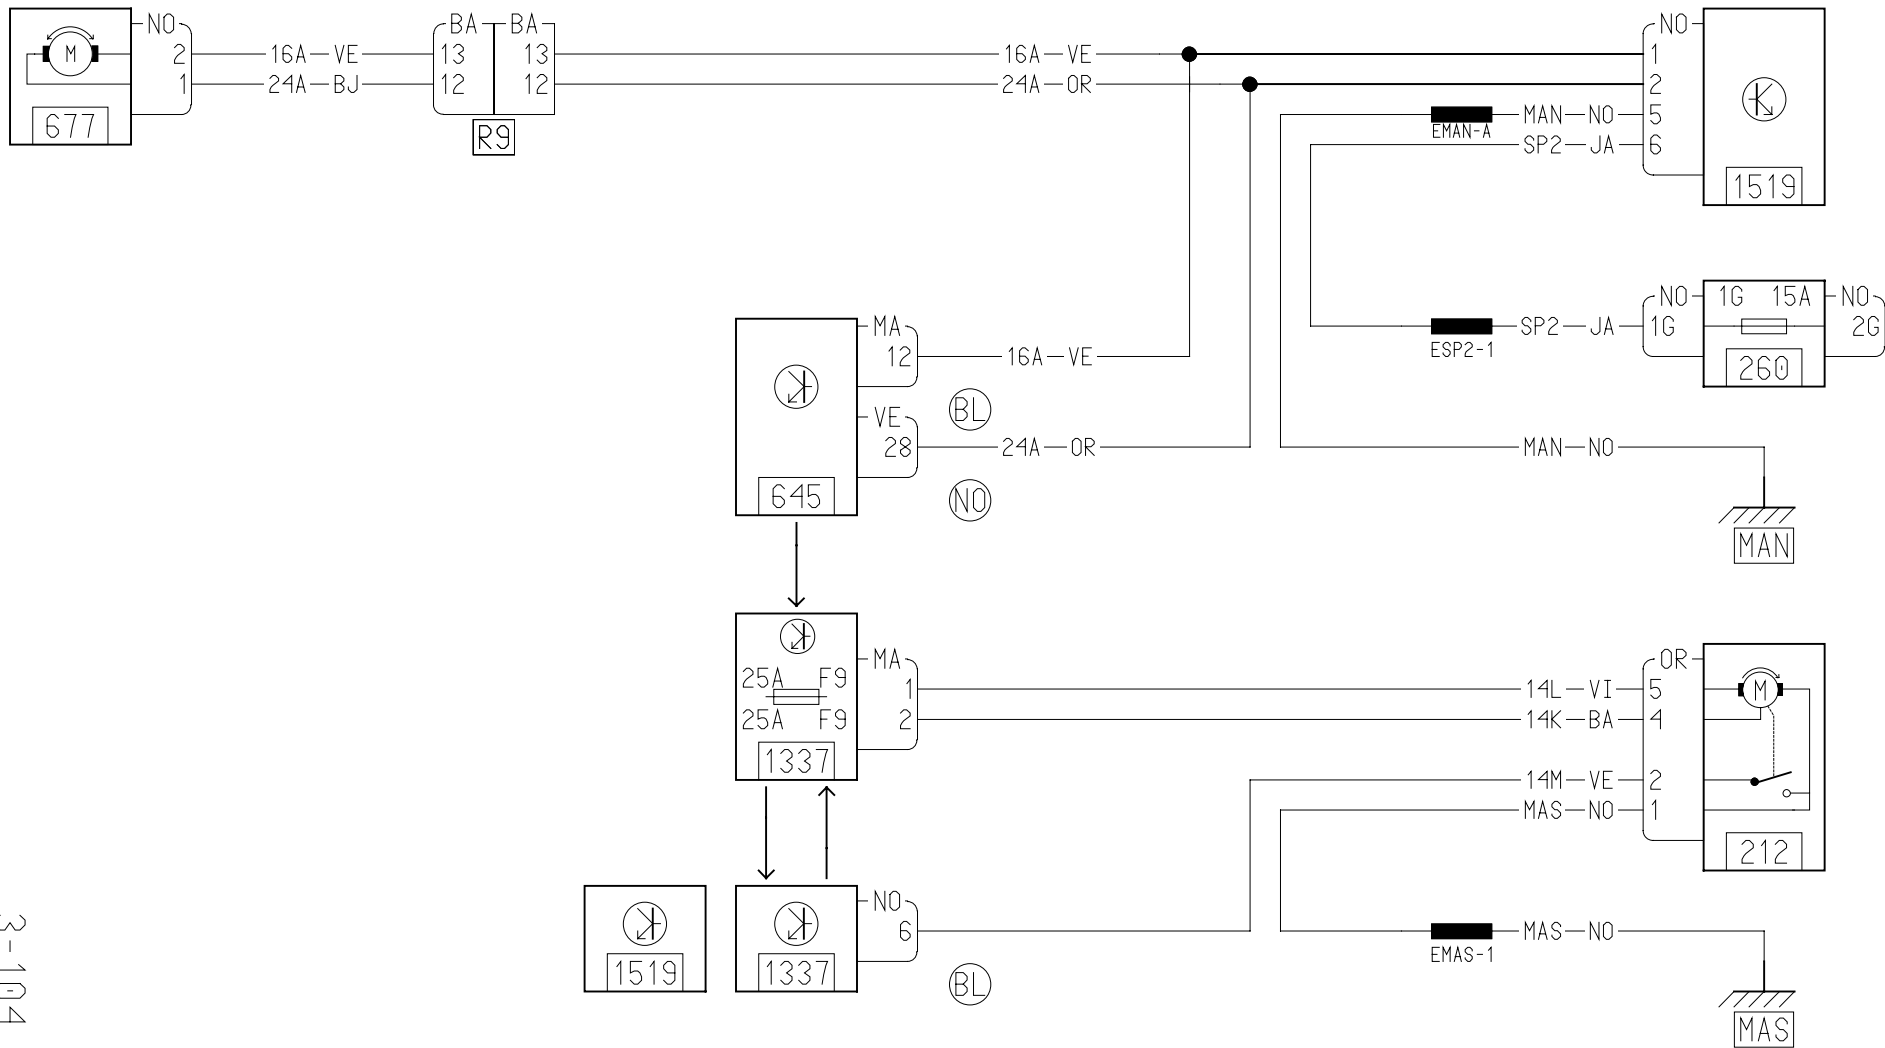 NO BA BA NO
M 2 16A VE 13 13 16A VE 1
1 24A BJ 12 12 24A OR 2
EMAN-A MAN NO 5
677 R9 SP2 JA 6
1519
NO 1G 15A NO
MA 1G 2G
12 16A VE ESP2-1 SP2 JA
260
BL
VE
28 24A OR MAN NO
645 NO
MAN
MA OR
25A F9 1 14L VI 5 M
25A F9 2 14K BA 4
1337
14M VE 2
MAS NO 1
212
NO
6 EMAS-1 MAS NO
1519 1337 BL
MAS
3-104